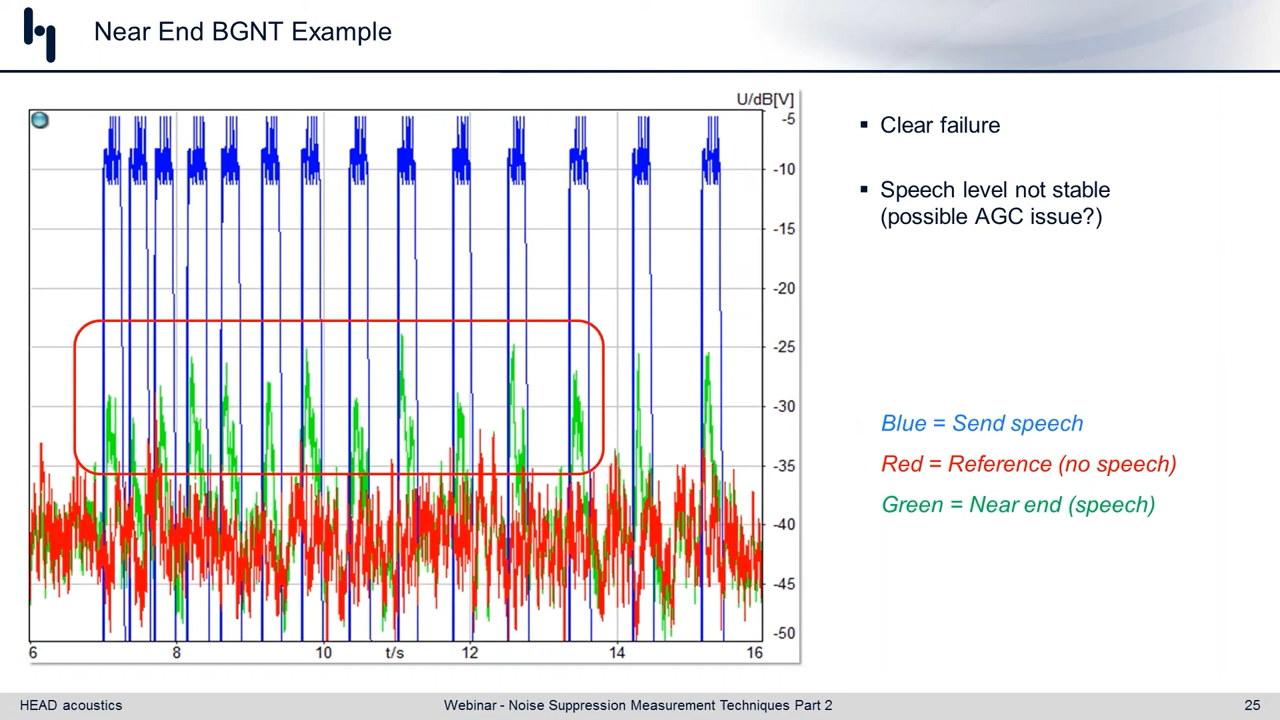 Near End BGNT Example
U/dB[V]
-5
-10
-15
-20
-25
-30
-35
-40
-45
-50
6 8 10 t/s 12 14 16
▪ Clear failure
▪ Speech level not stable
(possible AGC issue?)
Blue = Send speech
Red = Reference (no speech)
Green = Near end (speech)
HEAD acoustics Webinar - Noise Suppression Measurement Techniques Part 2 25